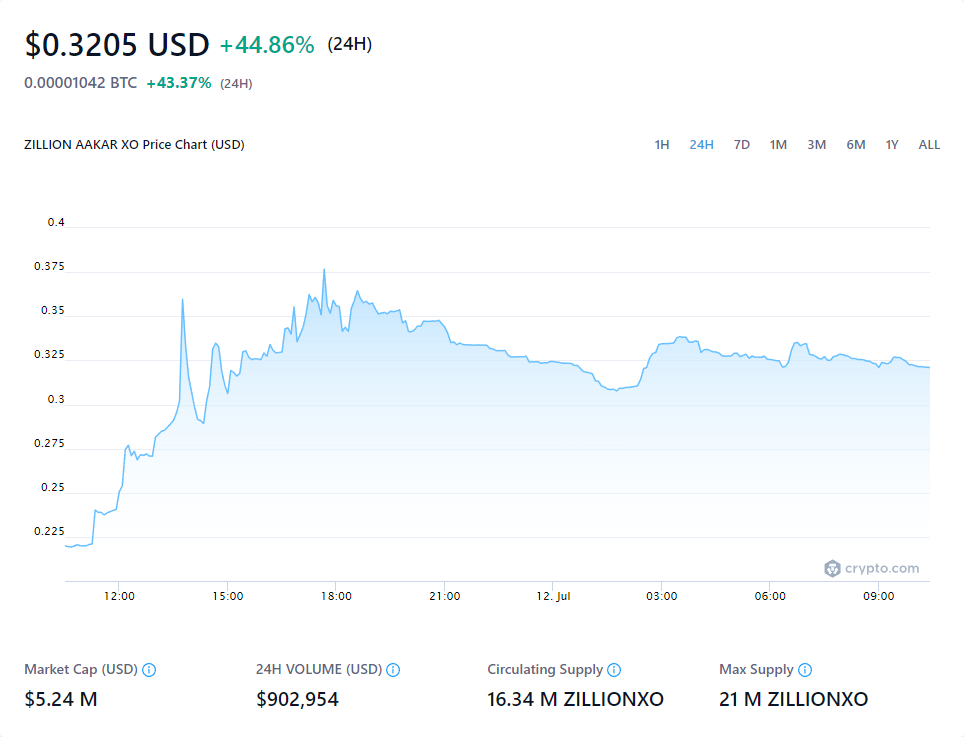 $0.3205 USD +44.86% (24H)
0.00001042 BTC +43.37% (24H)
ZILLION AAKAR XO Price Chart (USD) 1H 24H 7D 1M 3M 6M 1Y ALL
0.4
0.375
0.35
0.325
0.3
0.275
0.25
0.225
crypto.com
12:00 15:00 18:00 21:00 12. Jul 03:00 06:00 09:00
Market Cap (USD) 24H VOLUME (USD) Circulating Supply Max Supply
$5.24 M $902,954 16.34 M ZILLIONXO 21 M ZILLIONXO